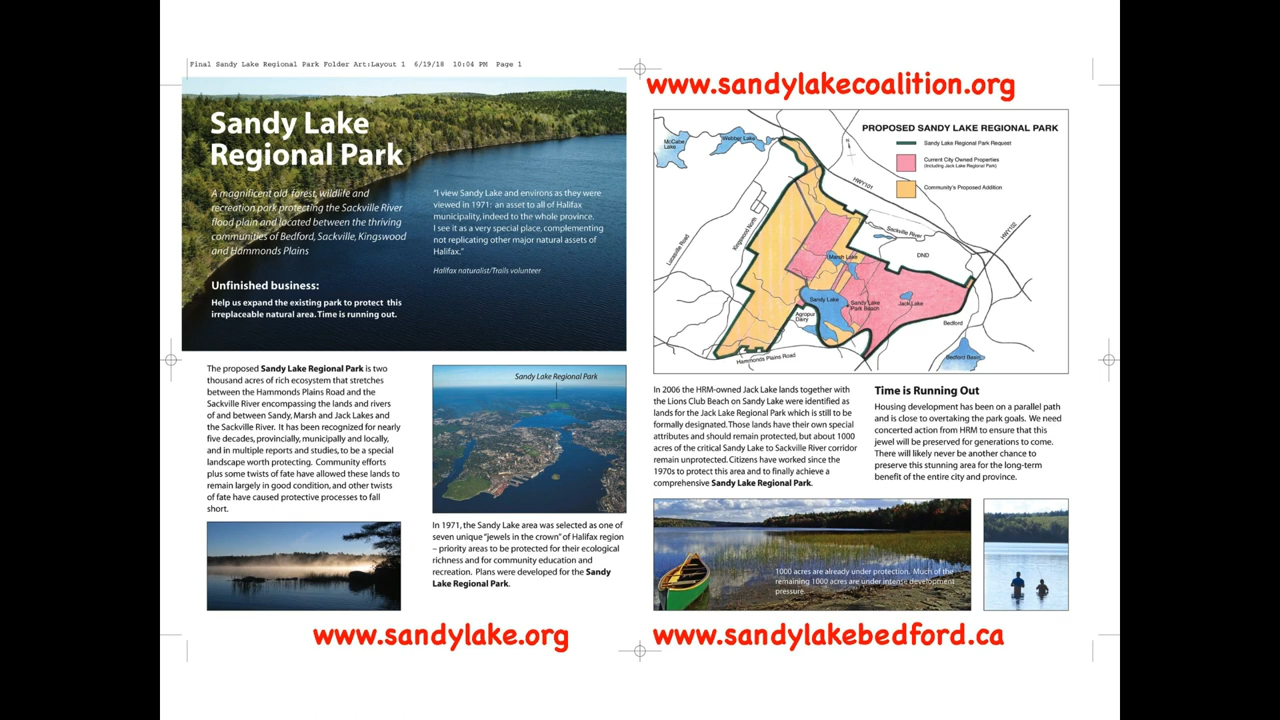 Final Sandy Lake Regional Park Folder Art:Layout 1 6/19/18 10:04 PM Page 1
Sandy Lake
Regional Park
A magnificent old forest, wildlife and
recreation park protecting the Sackville River
flood plain and located between the thriving
communities of Bedford, Sackville, Kingswood
and Hammonds Plains
Unfinished business:
Help us expand the existing park to protect this
irreplaceable natural area. Time is running out.
"I view Sandy Lake and environs as they were
viewed in 1971: an asset to all of Halifax
municipality, indeed to the whole province.
I see it as a very special place, complementing
not replicating other major natural assets of
Halifax."
Halifax naturalist/Trails volunteer
The proposed Sandy Lake Regional Park is two
thousand acres of rich ecosystem that stretches
between the Hammonds Plains Road and the
Sackville River encompassing the lands and rivers
of and between Sandy, Marsh and Jack Lakes and
the Sackville River. It has been recognized for nearly
five decades, provincially, municipally and locally,
and in multiple reports and studies, to be a special
landscape worth protecting. Community efforts
plus some twists of fate have allowed these lands to
remain largely in good condition, and other twists
of fate have caused protective processes to fall
short.
Sandy Lake Regional Park
In 1971, the Sandy Lake area was selected as one of
seven unique "jewels in the crown" of Halifax region
– priority areas to be protected for their ecological
richness and for community education and
recreation. Plans were developed for the Sandy
Lake Regional Park.
www.sandylake.org
www.sandylakecoalition.org
PROPOSED SANDY LAKE REGIONAL PARK
Sandy Lake Regional Park Request
Current City Owned Properties
(Including Jack Lake Regional Park)
Community's Proposed Addition
McCabe
Lake
Webber Lake
N
HWY101
HWY102
Lucasville Road
Kingswood North
Sackville River
DND
Marsh Lake
Sandy Lake
Sandy Lake
Park Beach
Jack Lake
Agropur
Dairy
Bedford
Hammonds Plains Road
Bedford Basin
In 2006 the HRM-owned Jack Lake lands together with
the Lions Club Beach on Sandy Lake were identified as
lands for the Jack Lake Regional Park which is still to be
formally designated. Those lands have their own special
attributes and should remain protected, but about 1000
acres of the critical Sandy Lake to Sackville River corridor
remain unprotected. Citizens have worked since the
1970s to protect this area and to finally achieve a
comprehensive Sandy Lake Regional Park.
Time is Running Out
Housing development has been on a parallel path
and is close to overtaking the park goals. We need
concerted action from HRM to ensure that this
jewel will be preserved for generations to come.
There will likely never be another chance to
preserve this stunning area for the long-term
benefit of the entire city and province.
1000 acres are already under protection. Much of the
remaining 1000 acres are under intense development
pressure.
www.sandylakebedford.ca